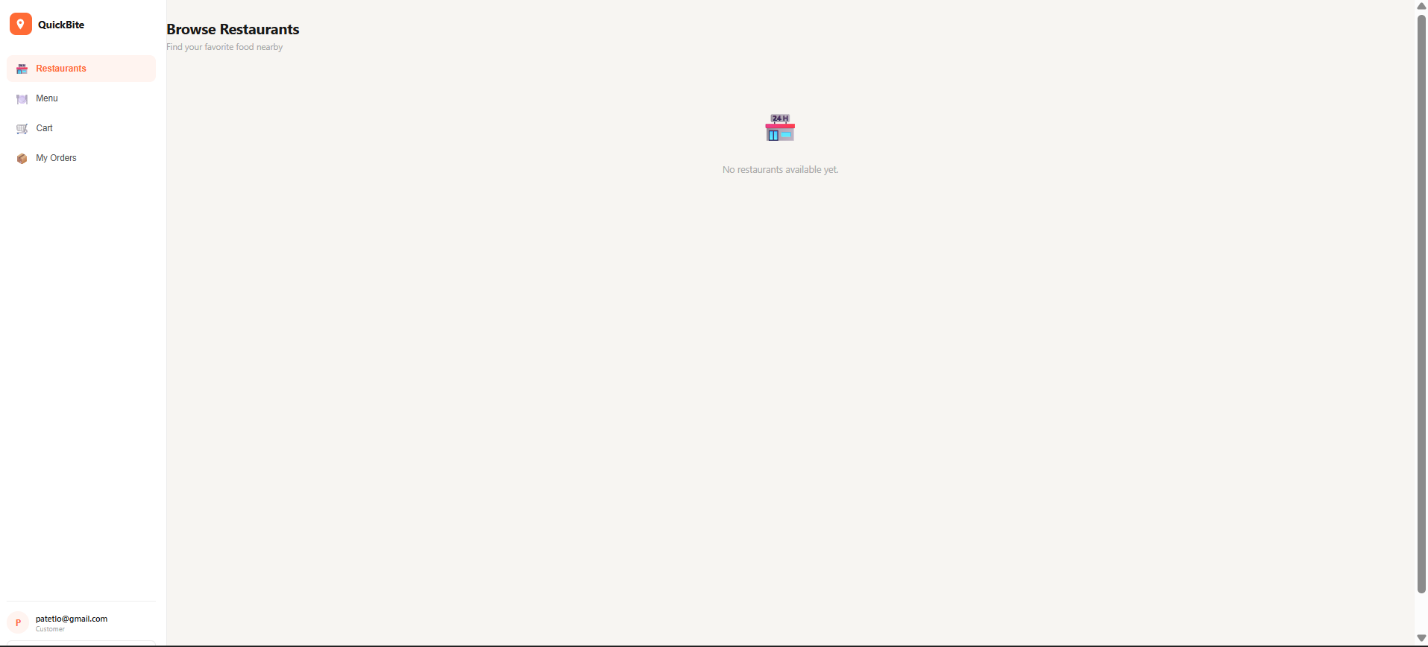 QuickBite
Restaurants
Menu
Cart
My Orders
Browse Restaurants
Find your favorite food nearby
24 H
No restaurants available yet.
P
patetio@gmail.com
Customer